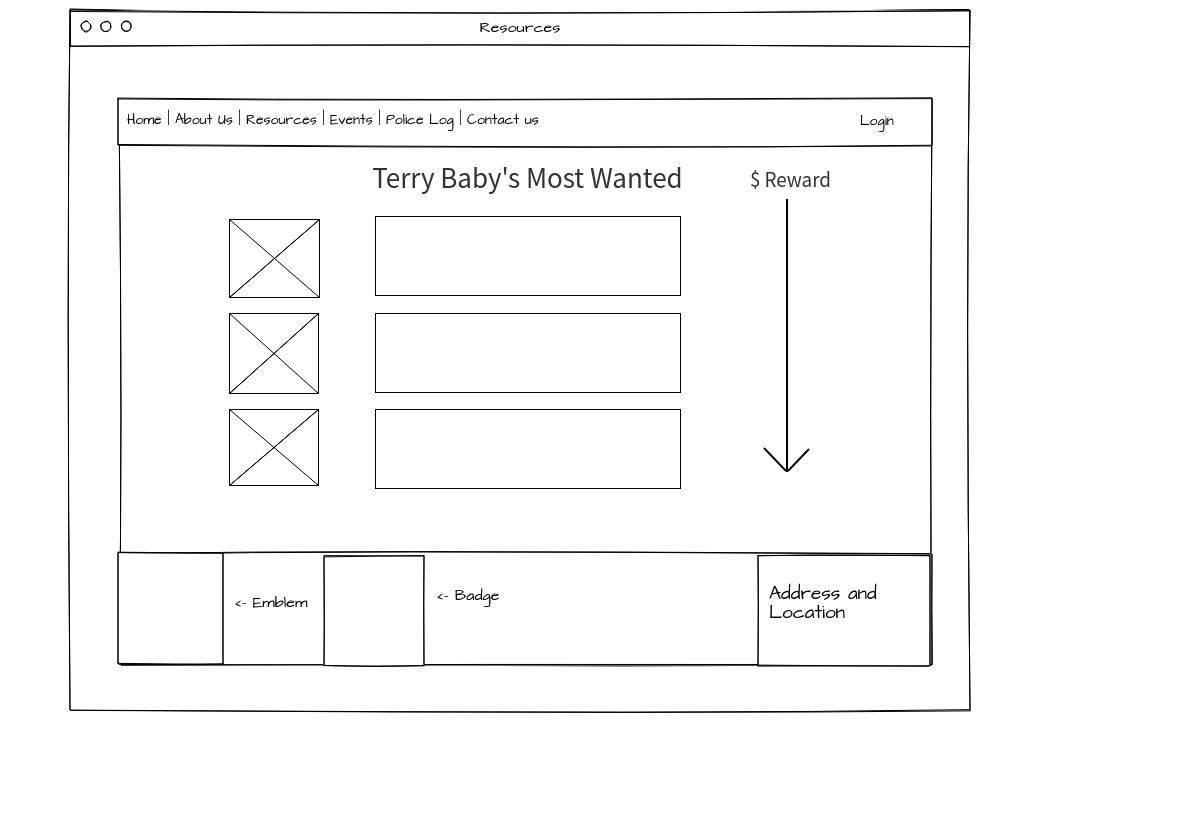 Resources
Home | About Us | Resources | Events | Police Log | Contact us
Login
Terry Baby's Most Wanted
$ Reward
<- Emblem
<- Badge
Address and
Location